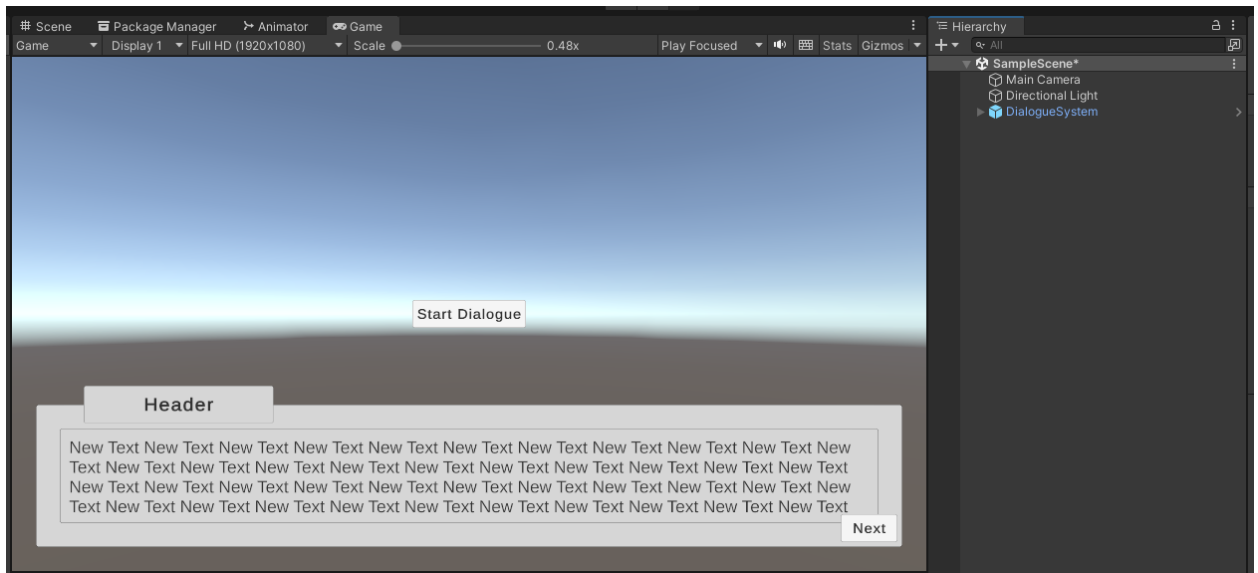 Scene Package Manager Animator Game
Game Display 1 Full HD (1920x1080) Scale 0.48x Play Focused Stats Gizmos
Start Dialogue
Header
New Text New Text New Text New Text New Text New Text New Text New Text New Text New Text New
Text New Text New Text New Text New Text New Text New Text New Text New Text New Text New Text
New Text New Text New Text New Text New Text New Text New Text New Text New Text New Text New
Text New Text New Text New Text New Text New Text New Text New Text New Text New Text New Text
Next
Hierarchy
All
SampleScene*
Main Camera
Directional Light
DialogueSystem